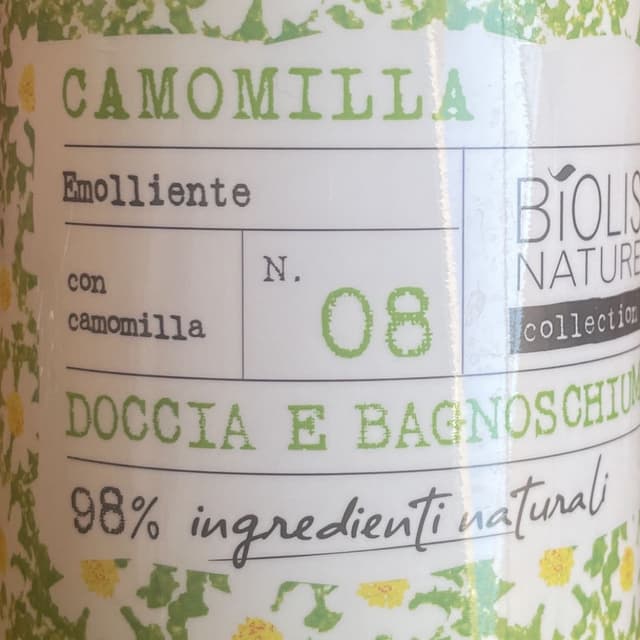 CAMOMILLA
Emolliente
BIOLIS
NATURE
collection
con
camomilla
N.
08
DOCCIA E BAGNOSCHIUM
98% ingredienti naturali